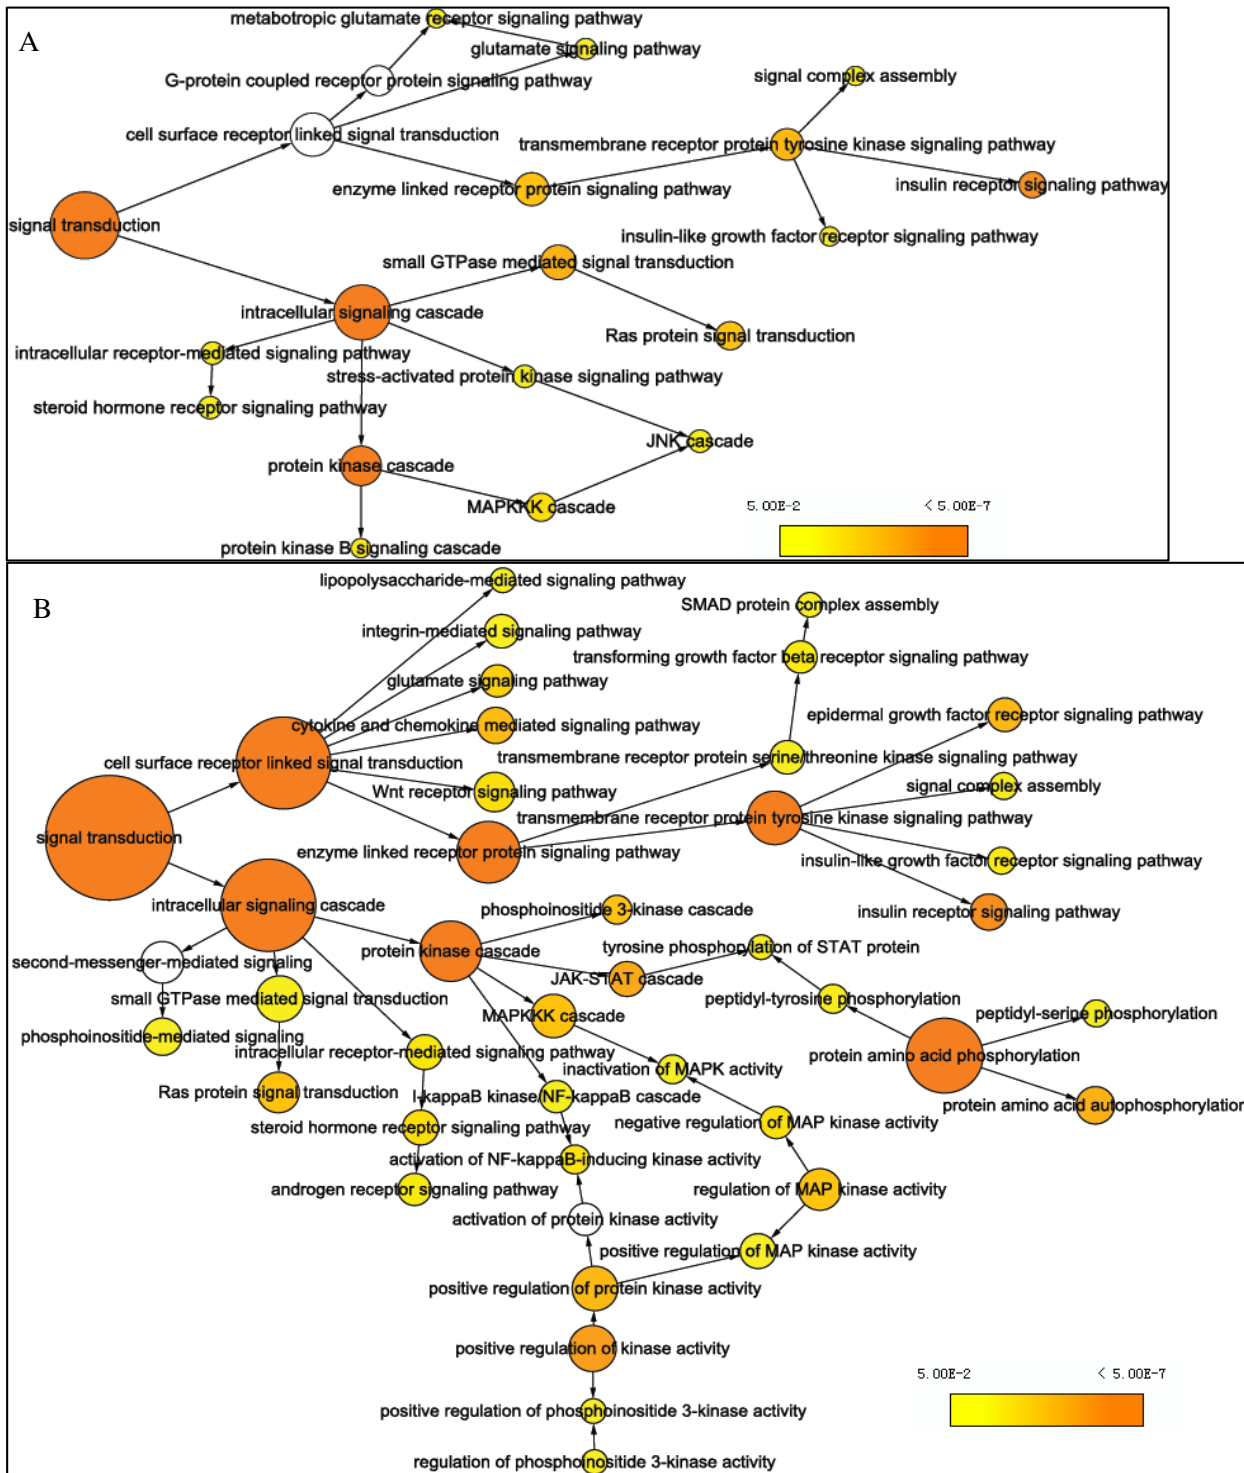 A
metabotropic glutamate receptor signaling pathway
glutamate signaling pathway
G-protein coupled receptor protein signaling pathway
signal complex assembly
cell surface receptor linked signal transduction
transmembrane receptor protein tyrosine kinase signaling pathway
enzyme linked receptor protein signaling pathway
insulin receptor signaling pathway
signal transduction
insulin-like growth factor receptor signaling pathway
small GTPase mediated signal transduction
intracellular signaling cascade
Ras protein signal transduction
intracellular receptor-mediated signaling pathway
stress-activated protein kinase signaling pathway
steroid hormone receptor signaling pathway
JNK cascade
protein kinase cascade
MAPKKK cascade
5.00E-2 < 5.00E-7
protein kinase B signaling cascade
B
lipopolysaccharide-mediated signaling pathway
SMAD protein complex assembly
integrin-mediated signaling pathway
transforming growth factor beta receptor signaling pathway
glutamate signaling pathway
epidermal growth factor receptor signaling pathway
cytokine and chemokine mediated signaling pathway
transmembrane receptor protein serine/threonine kinase signaling pathway
cell surface receptor linked signal transduction
signal complex assembly
Wnt receptor signaling pathway
transmembrane receptor protein tyrosine kinase signaling pathway
signal transduction
enzyme linked receptor protein signaling pathway
insulin-like growth factor receptor signaling pathway
intracellular signaling cascade
phosphoinositide 3-kinase cascade
insulin receptor signaling pathway
protein kinase cascade
tyrosine phosphorylation of STAT protein
second-messenger-mediated signaling
JAK-STAT cascade
small GTPase mediated signal transduction
peptidyl-tyrosine phosphorylation
MAPKKK cascade
peptidyl-serine phosphorylation
phosphoinositide-mediated signaling
intracellular receptor-mediated signaling pathway
protein amino acid phosphorylation
inactivation of MAPK activity
Ras protein signal transduction
I-kappaB kinase/NF-kappaB cascade
protein amino acid autophosphorylation
steroid hormone receptor signaling pathway
negative regulation of MAP kinase activity
activation of NF-kappaB-inducing kinase activity
androgen receptor signaling pathway
regulation of MAP kinase activity
activation of protein kinase activity
positive regulation of MAP kinase activity
positive regulation of protein kinase activity
positive regulation of kinase activity
5.00E-2 < 5.00E-7
positive regulation of phosphoinositide 3-kinase activity
regulation of phosphoinositide 3-kinase activity